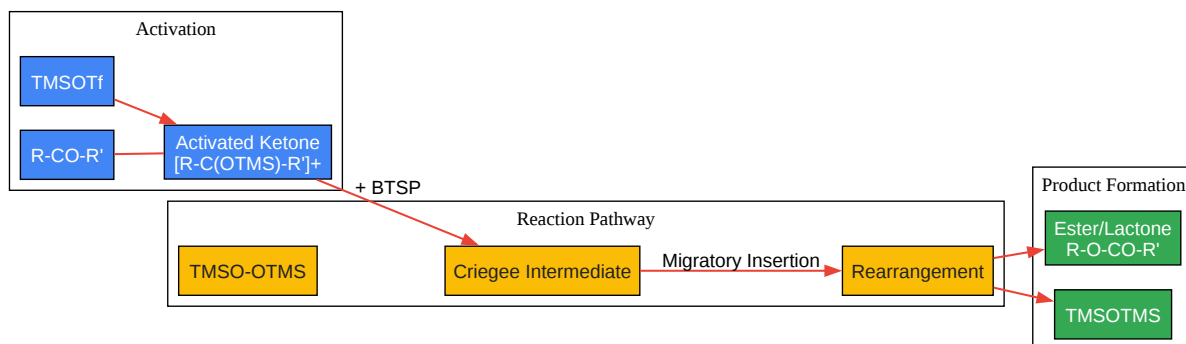 Activation
TMSOTf
R-CO-R'
Activated Ketone
[R-C(OTMS)-R']+
+ BTSP
Reaction Pathway
TMSO-OTMS
Criegee Intermediate
Migratory Insertion
Rearrangement
Product Formation
Ester/Lactone
R-O-CO-R'
TMSOTMS